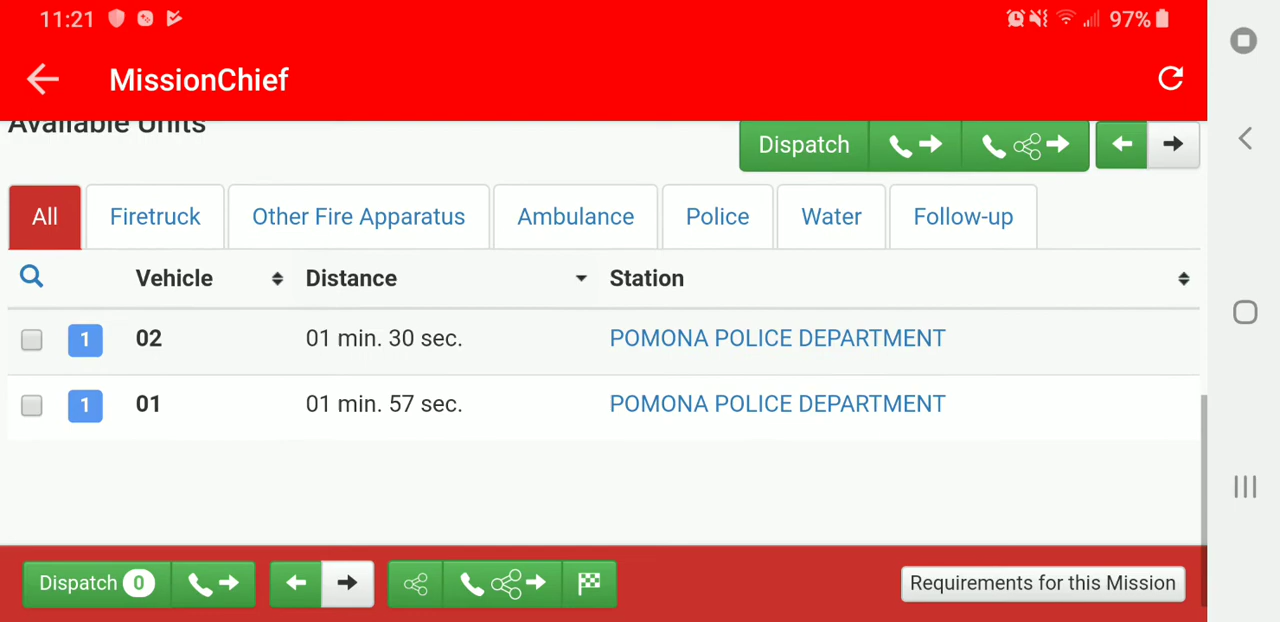 11:21 97%
MissionChief
Available Units
Dispatch
All Firetruck Other Fire Apparatus Ambulance Police Water Follow-up
Vehicle Distance Station
1 02 01 min. 30 sec. POMONA POLICE DEPARTMENT
1 01 01 min. 57 sec. POMONA POLICE DEPARTMENT
Dispatch 0 Requirements for this Mission